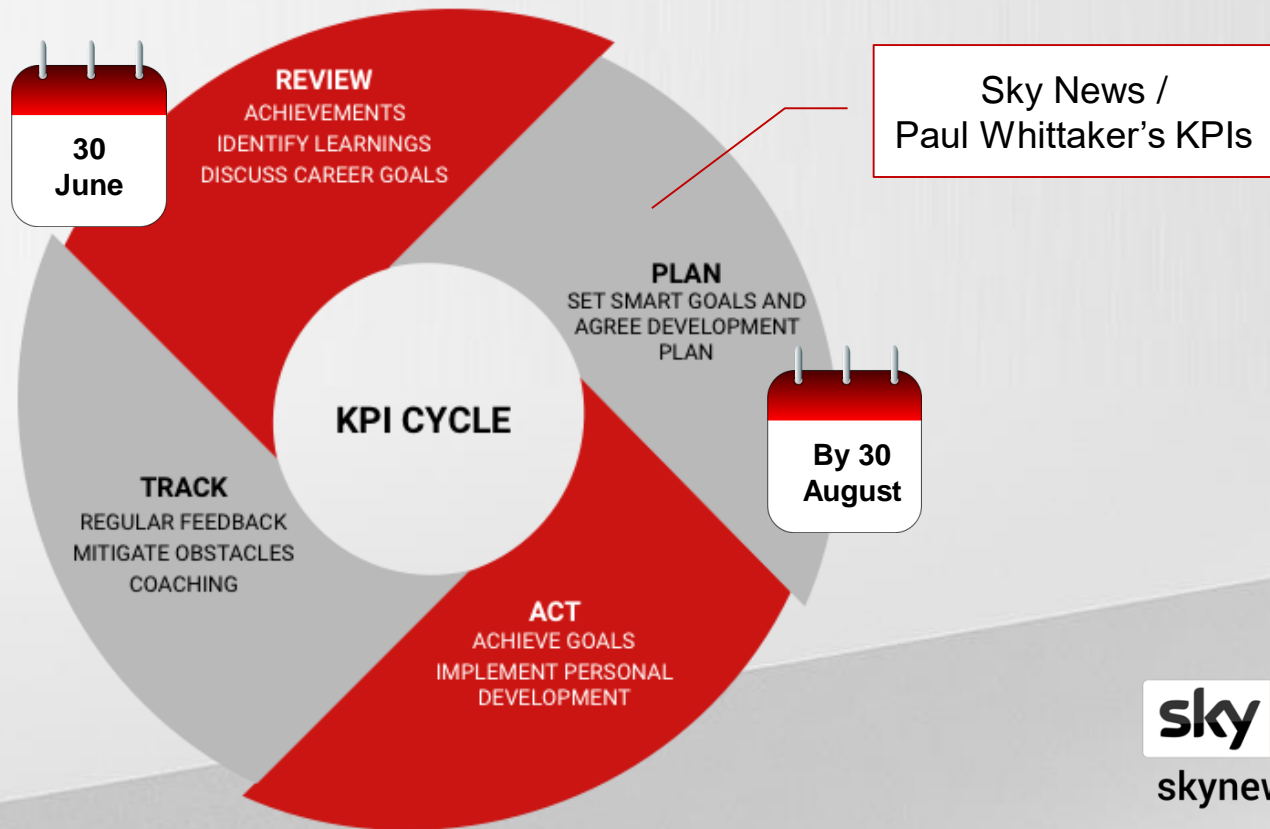 30
June
REVIEW
ACHIEVEMENTS
IDENTIFY LEARNINGS
DISCUSS CAREER GOALS
Sky News /
Paul Whittaker's KPIs
PLAN
SET SMART GOALS AND
AGREE DEVELOPMENT
PLAN
By 30
August
KPI CYCLE
TRACK
REGULAR FEEDBACK
MITIGATE OBSTACLES
COACHING
ACT
ACHIEVE GOALS
IMPLEMENT PERSONAL
DEVELOPMENT
sky